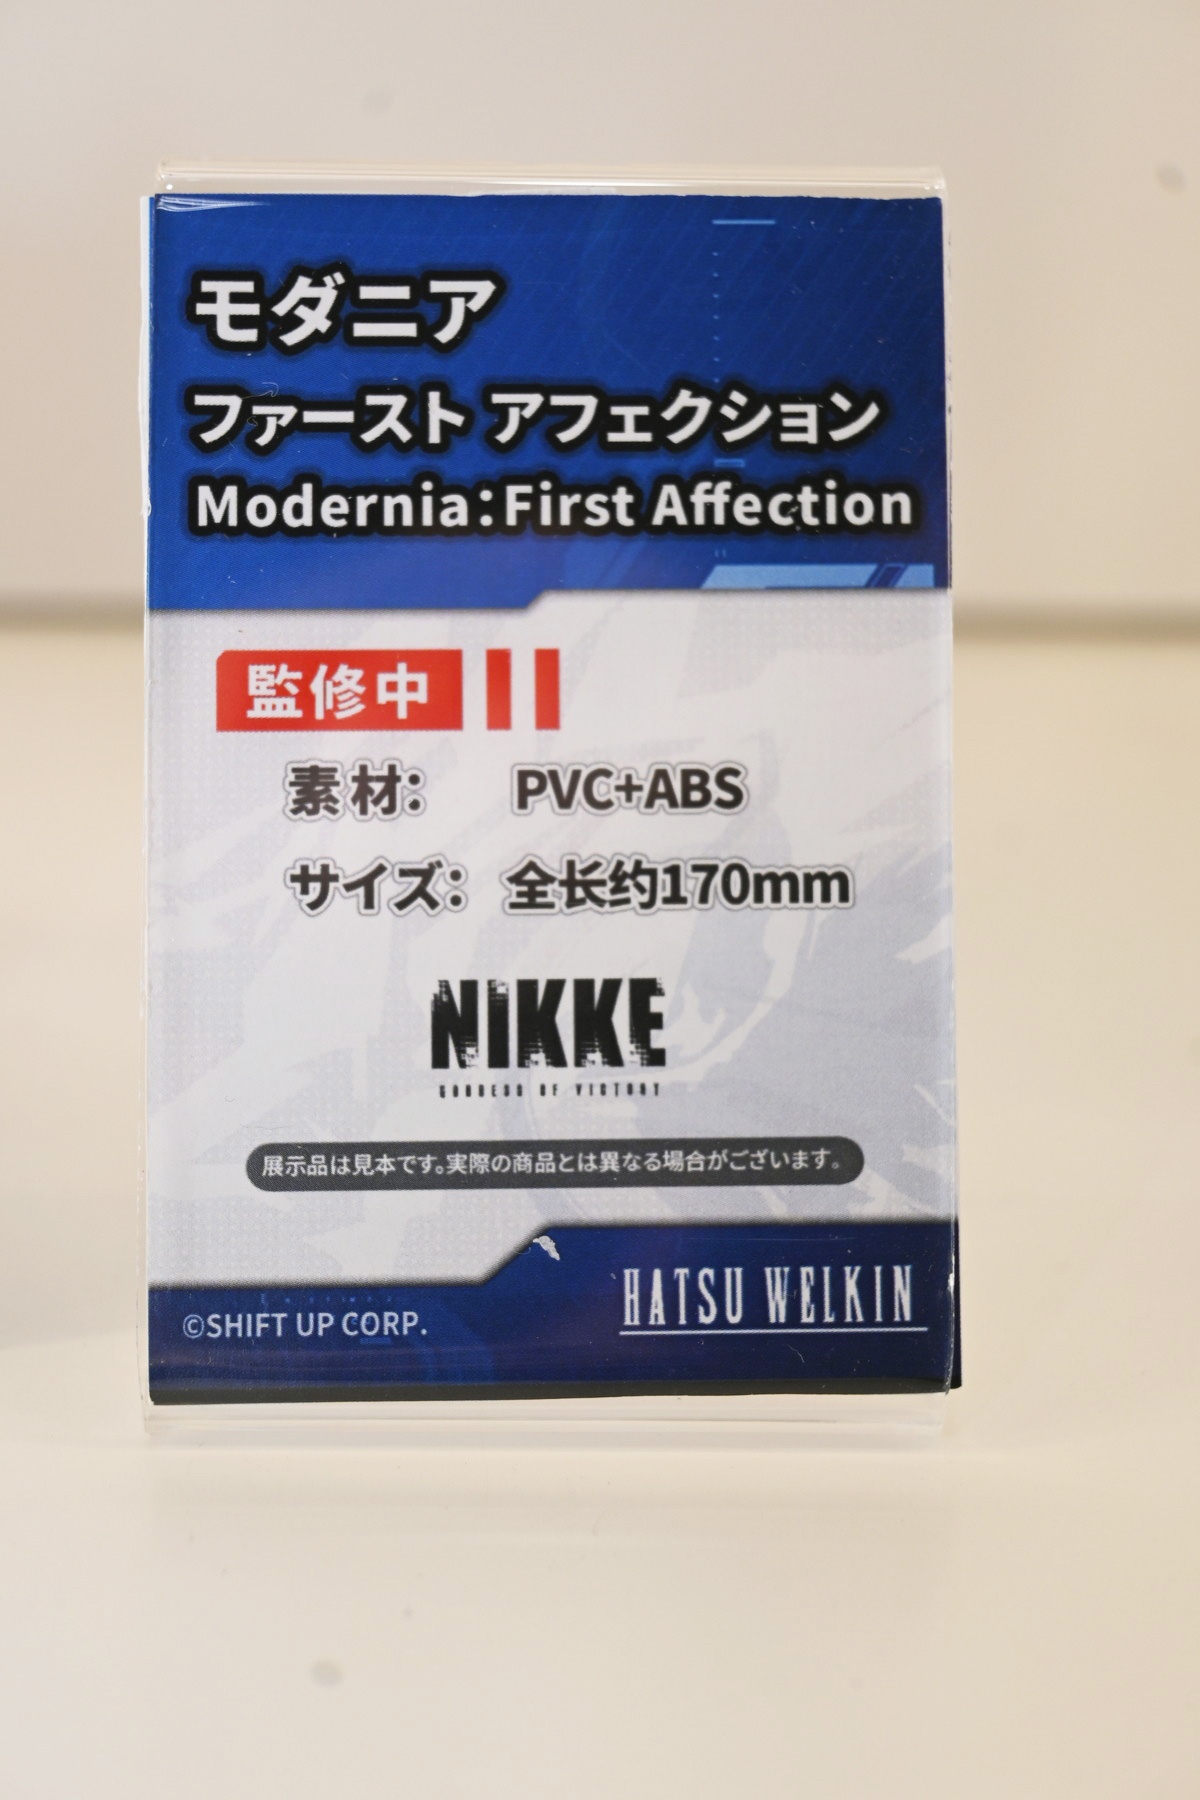 モダニア
ファースト アフェクション
Modernia:First Affection
監修中
素材: PVC+ABS
サイズ: 全长约170mm
NIKKE
GODDESS OF VICTORY
展示品は見本です。実際の商品とは異なる場合がございます。
©SHIFT UP CORP.
HATSU WELKIN